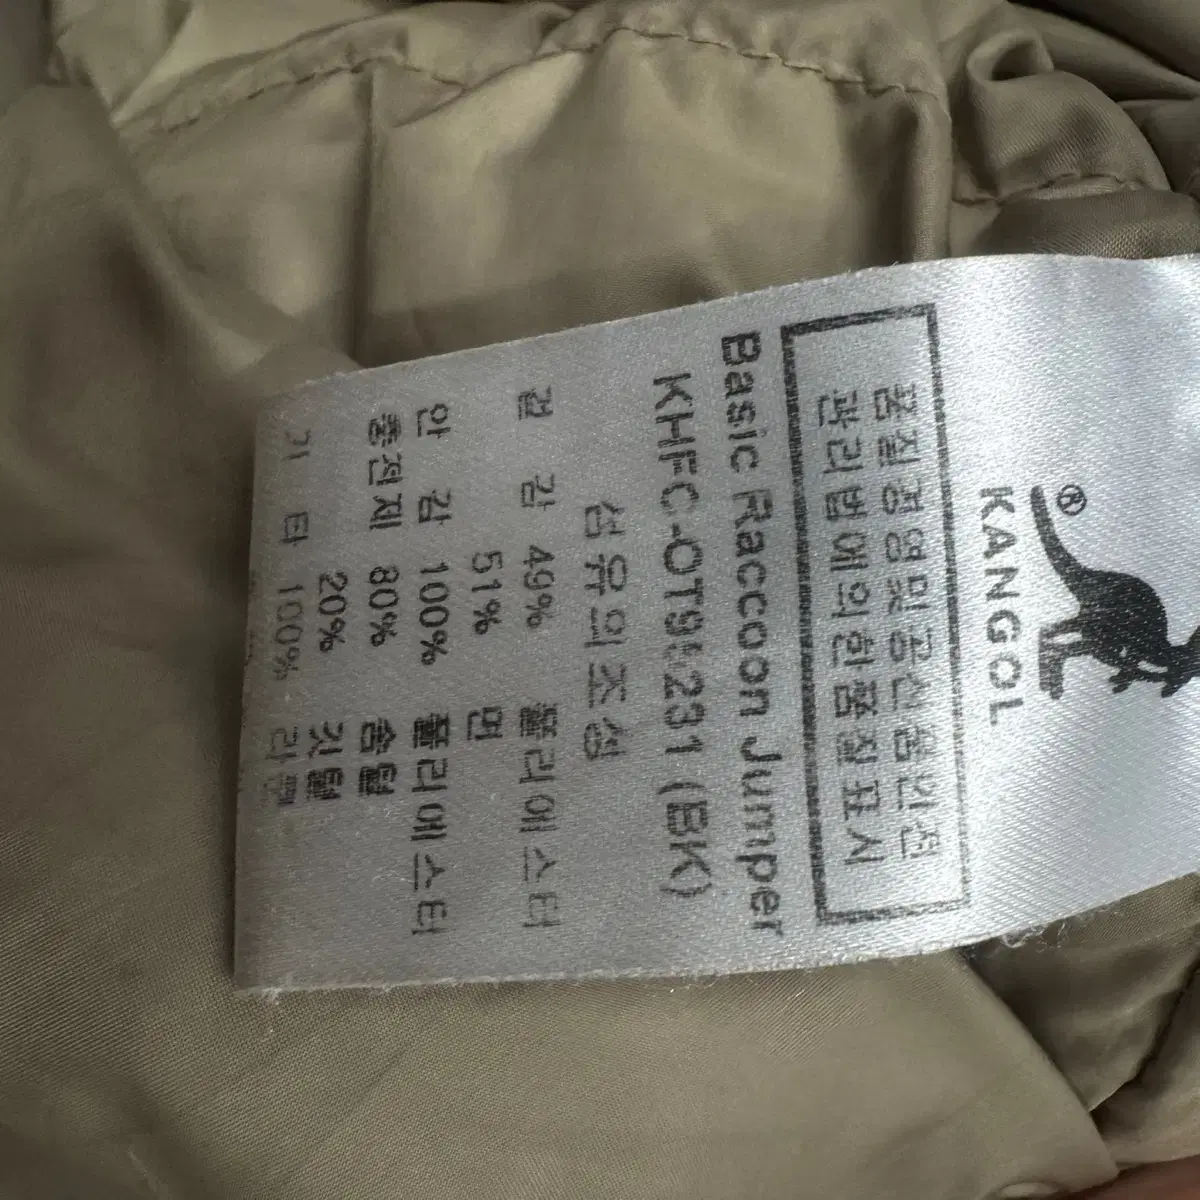 KANGOL
®
품질경영및공산품안전
관리법에의한품질표시
Basic Raccoon Jumper
KHFC-OT95231 (BK)
섬유의조성
겉 감 49% 폴리에스터
51% 면
안 감 100% 폴리에스터
충전재 80% 솜털
20% 깃털
기 타 100% 라쿤